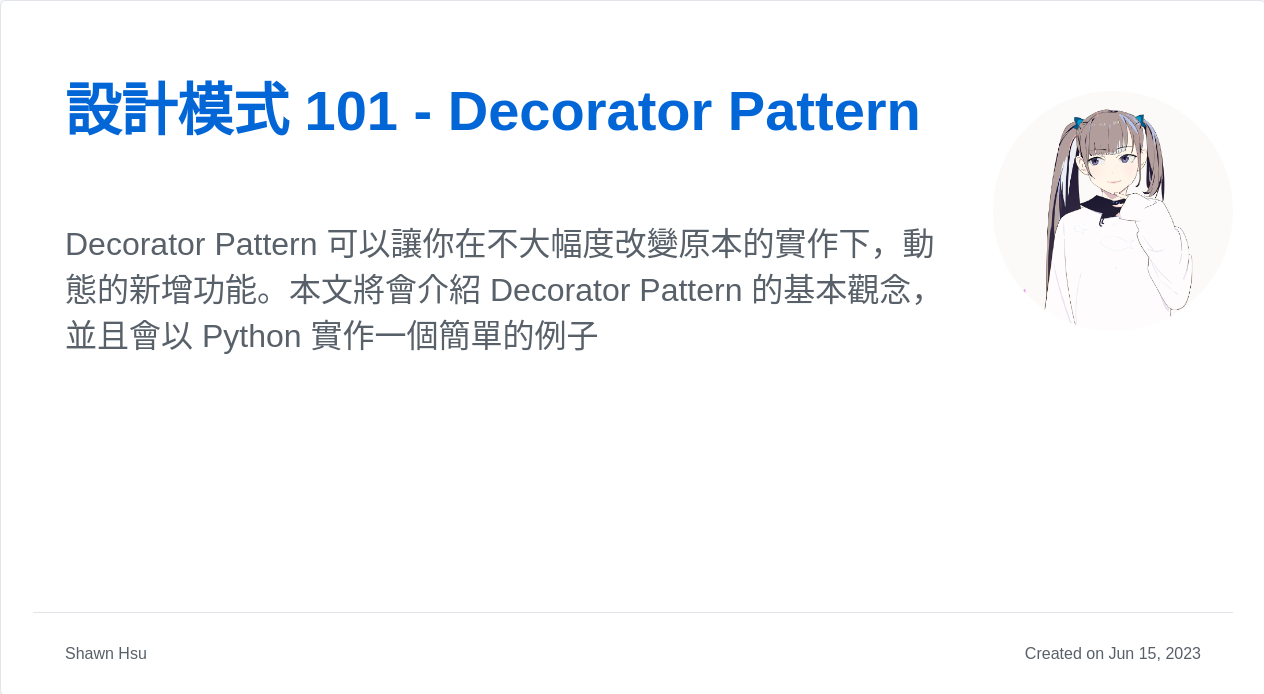 設計模式 101 - Decorator Pattern
Decorator Pattern 可以讓你在不大幅度改變原本的實作下，動
態的新增功能。本文將會介紹 Decorator Pattern 的基本觀念，
並且會以 Python 實作一個簡單的例子
Shawn Hsu
Created on Jun 15, 2023